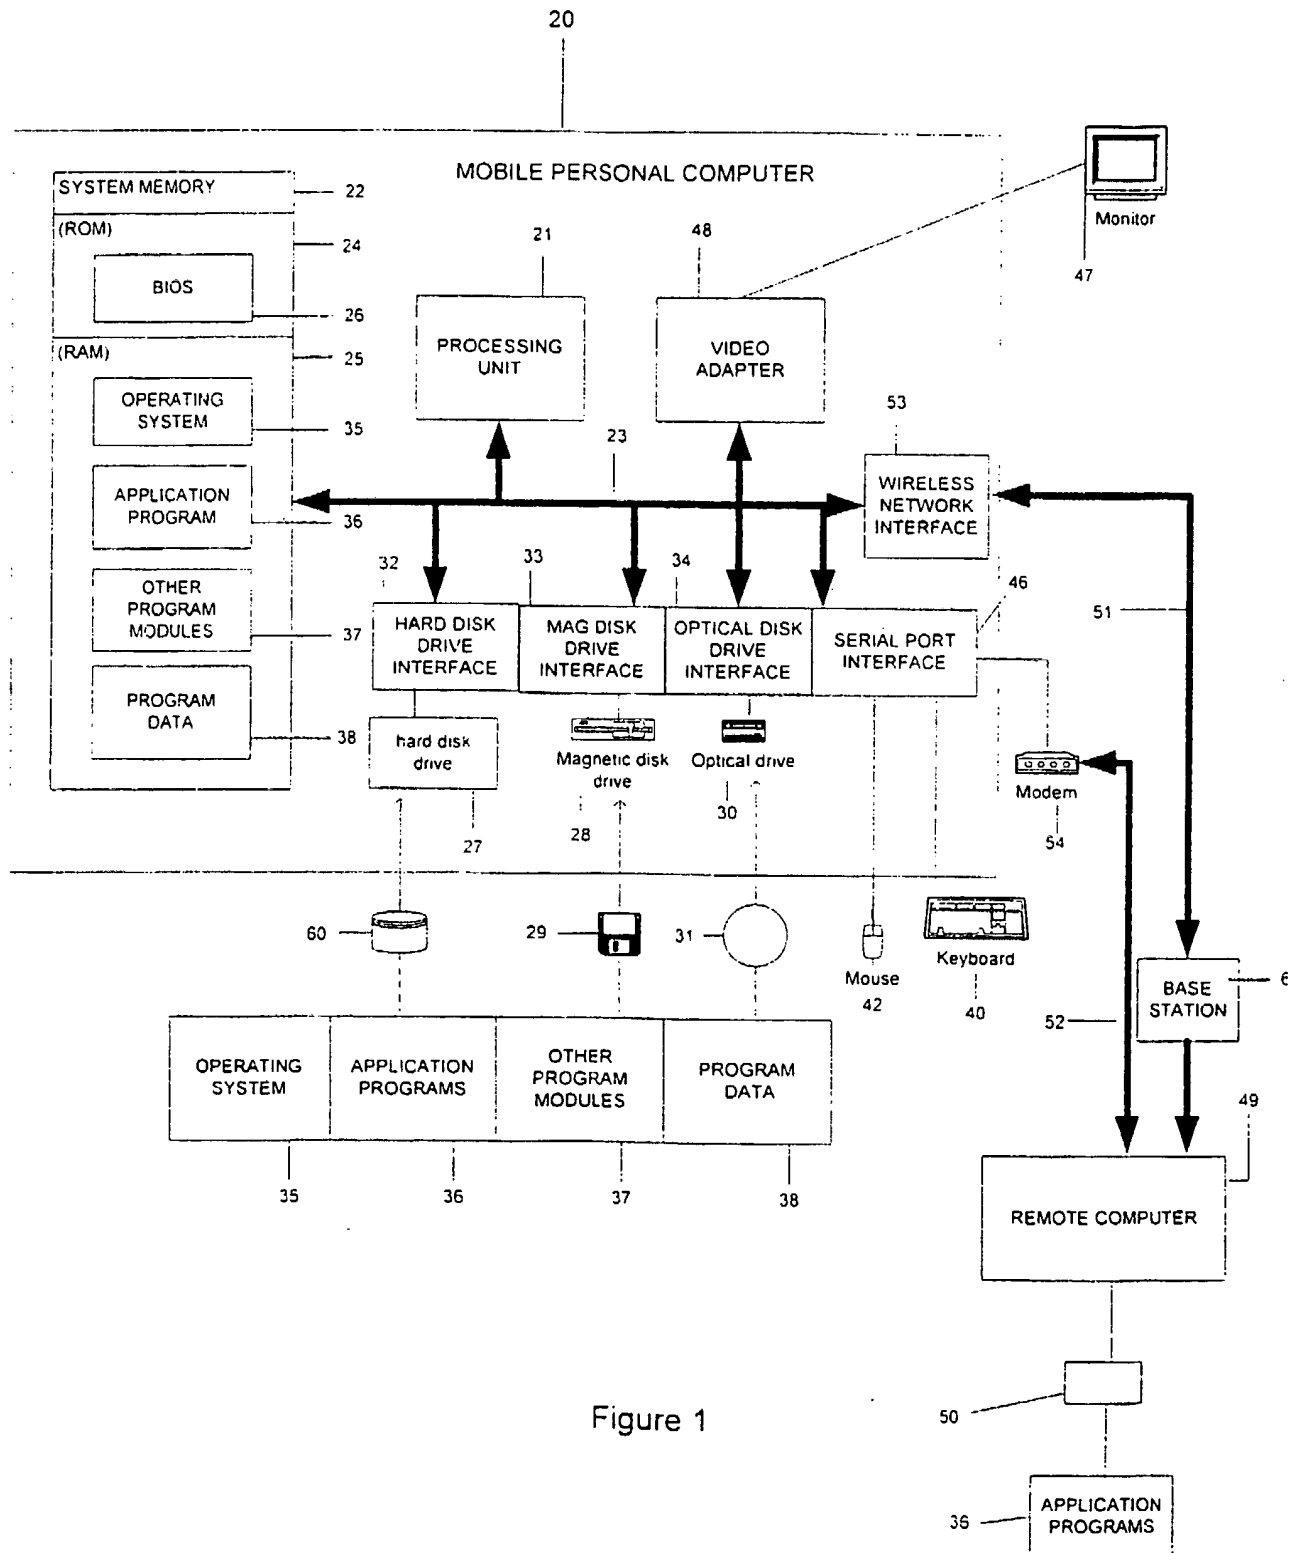 20
MOBILE PERSONAL COMPUTER
SYSTEM MEMORY
22
(ROM)
24
BIOS
26
(RAM)
25
OPERATING
SYSTEM
35
APPLICATION
PROGRAM
36
OTHER
PROGRAM
MODULES
37
PROGRAM
DATA
38
21
PROCESSING
UNIT
48
VIDEO
ADAPTER
Monitor
47
23
53
WIRELESS
NETWORK
INTERFACE
32
HARD DISK
DRIVE
INTERFACE
33
MAG DISK
DRIVE
INTERFACE
34
OPTICAL DISK
DRIVE
INTERFACE
46
SERIAL PORT
INTERFACE
51
hard disk
drive
27
Magnetic disk
drive
28
Optical drive
30
Modem
54
60
29
31
Mouse
42
Keyboard
40
52
BASE
STATION
6
OPERATING
SYSTEM
35
APPLICATION
PROGRAMS
36
OTHER
PROGRAM
MODULES
37
PROGRAM
DATA
38
49
REMOTE COMPUTER
50
36
APPLICATION
PROGRAMS
Figure 1